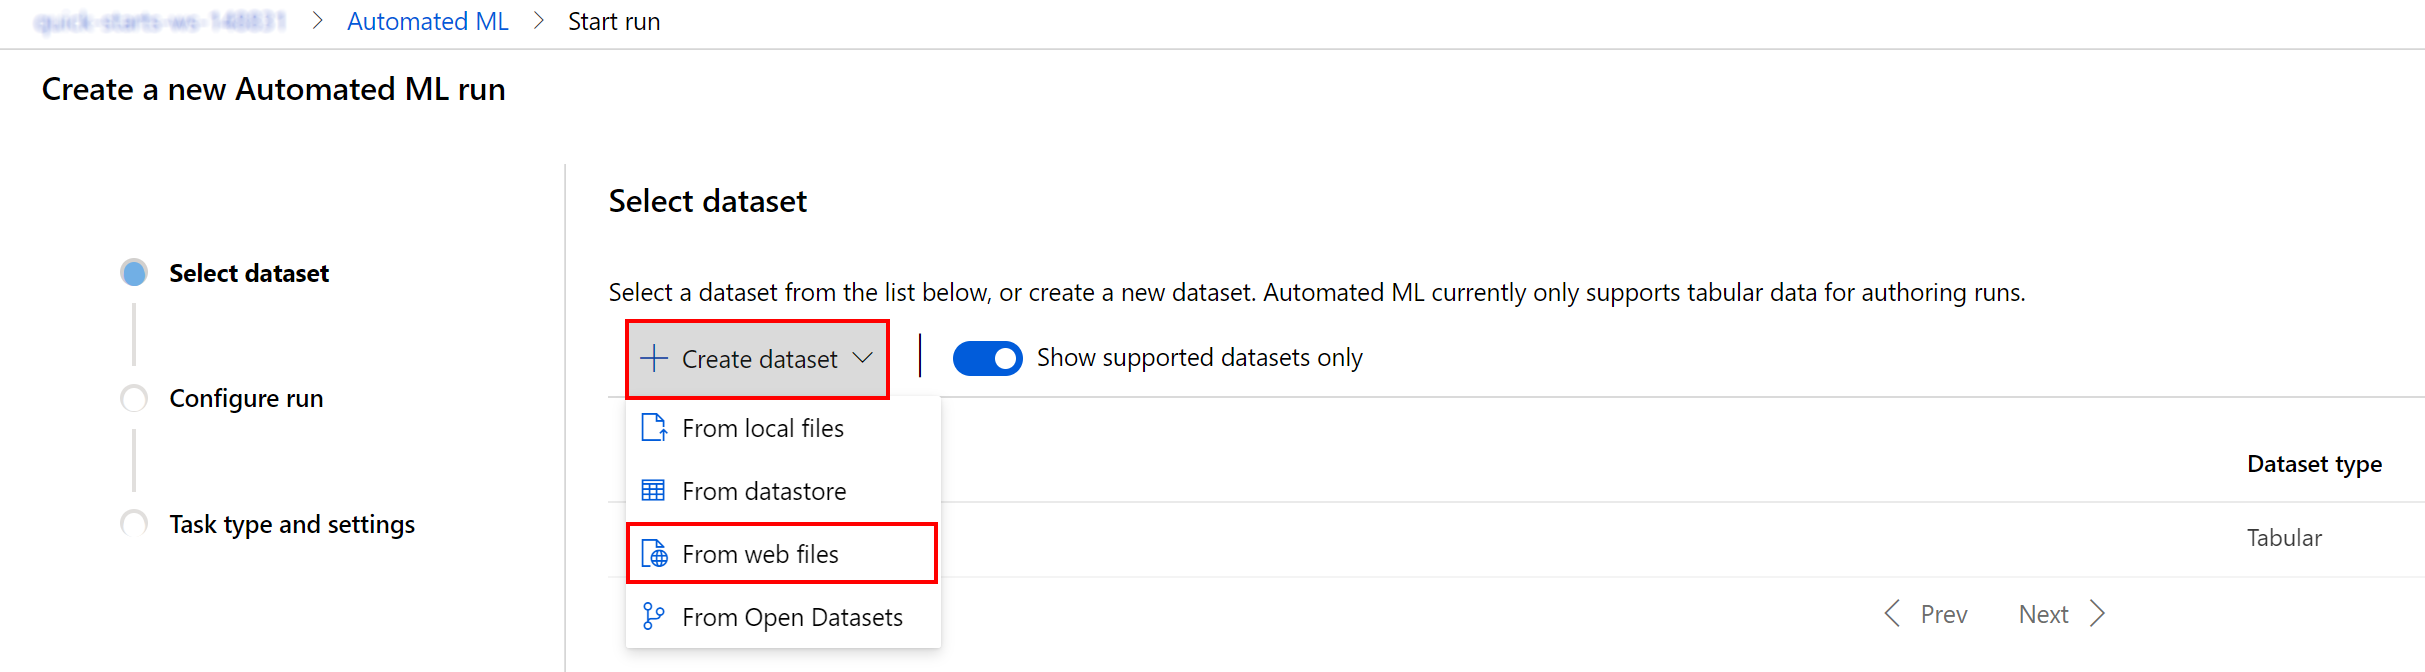 Automated ML > Start run
Create a new Automated ML run
Select dataset
Configure run
Task type and settings
Select dataset
Select a dataset from the list below, or create a new dataset. Automated ML currently only supports tabular data for authoring runs.
Create dataset
Show supported datasets only
From local files
From datastore
From web files
From Open Datasets
Dataset type
Tabular
Prev Next